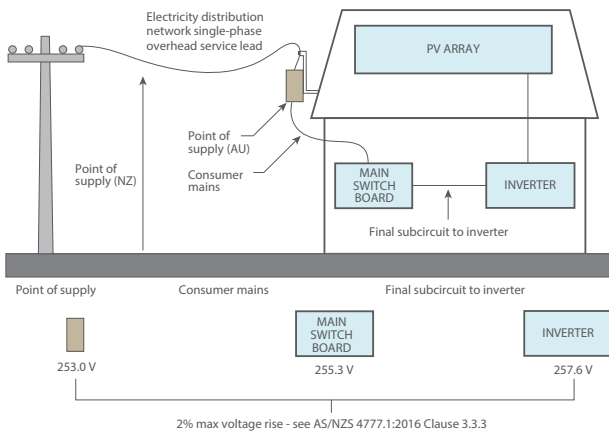 Electricity distribution
network single-phase
overhead service lead
PV ARRAY
Point of
supply (AU)
Consumer
mains
Point of
supply (NZ)
MAIN
SWITCH
BOARD
INVERTER
Final subcircuit to inverter
Point of supply
Consumer mains
Final subcircuit to inverter
MAIN
SWITCH
BOARD
INVERTER
253.0 V
255.3 V
257.6 V
2% max voltage rise - see AS/NZS 4777.1:2016 Clause 3.3.3